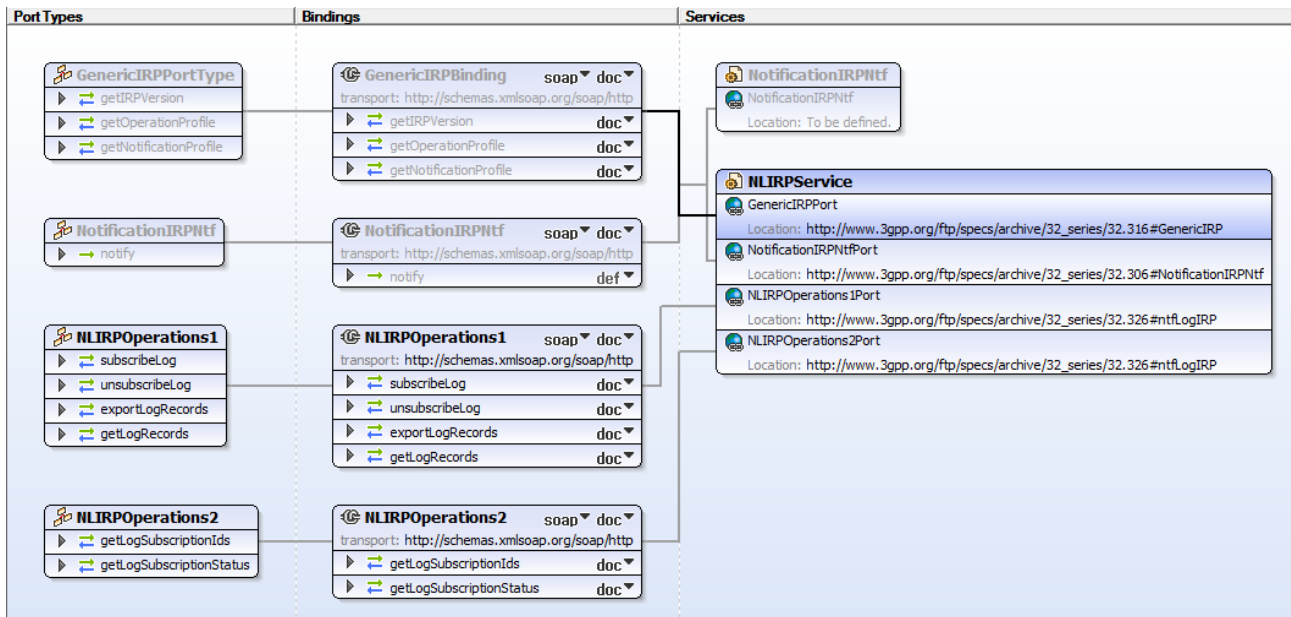 Port Types
Bindings
Services
GenericIRPPortType
getIRPVersion
getOperationProfile
getNotificationProfile
NotificationIRPNtf
notify
NLIRPOperations1
subscribeLog
unsubscribeLog
exportLogRecords
getLogRecords
NLIRPOperations2
getLogSubscriptionIds
getLogSubscriptionStatus
GenericIRPBinding soap doc
transport: http://schemas.xmlsoap.org/soap/http
getIRPVersion doc
getOperationProfile doc
getNotificationProfile doc
NotificationIRPNtf soap doc
transport: http://schemas.xmlsoap.org/soap/http
notify def
NLIRPOperations1 soap doc
transport: http://schemas.xmlsoap.org/soap/http
subscribeLog doc
unsubscribeLog doc
exportLogRecords doc
getLogRecords doc
NLIRPOperations2 soap doc
transport: http://schemas.xmlsoap.org/soap/http
getLogSubscriptionIds doc
getLogSubscriptionStatus doc
NotificationIRPNtf
NotificationIRPNtf
Location: To be defined.
NLIRPService
GenericIRPPort
Location: http://www.3gpp.org/ftp/specs/archive/32_series/32.316#GenericIRP
NotificationIRPNtfPort
Location: http://www.3gpp.org/ftp/specs/archive/32_series/32.306#NotificationIRPNtf
NLIRPOperations1Port
Location: http://www.3gpp.org/ftp/specs/archive/32_series/32.326#ntfLogIRP
NLIRPOperations2Port
Location: http://www.3gpp.org/ftp/specs/archive/32_series/32.326#ntfLogIRP